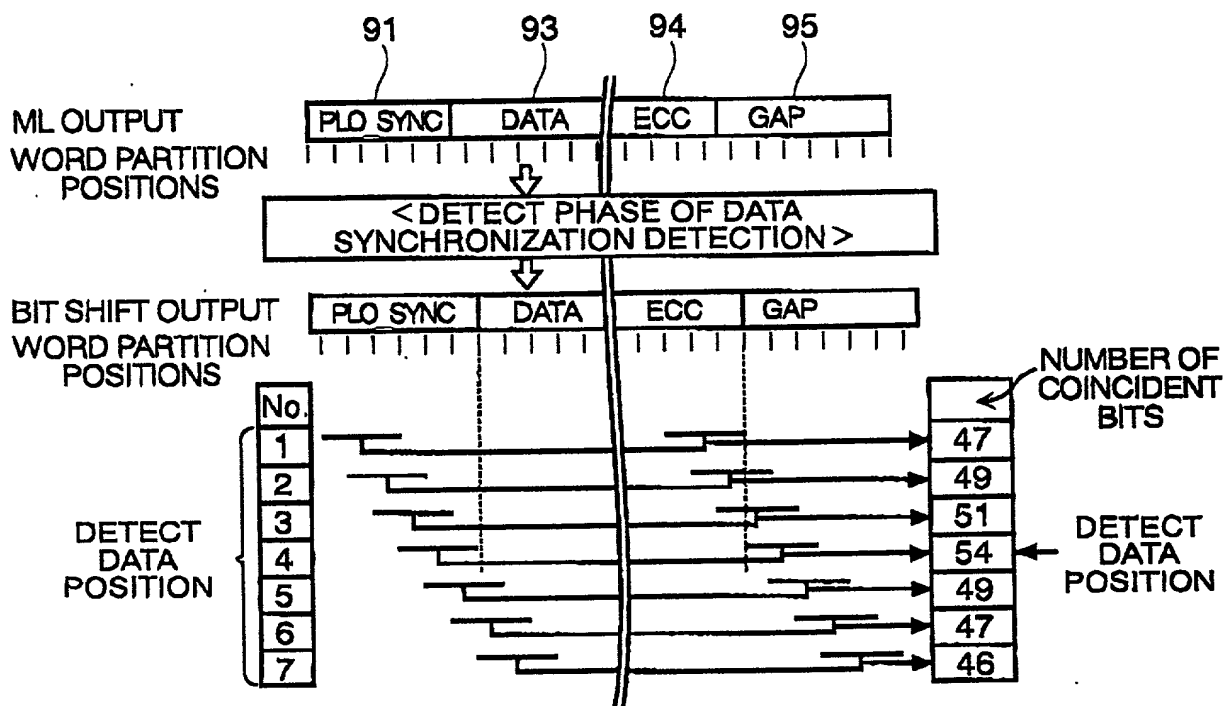 91 93 94 95
ML OUTPUT
PLO SYNC DATA ECC GAP
WORD PARTITION
POSITIONS
<DETECT PHASE OF DATA
SYNCHRONIZATION DETECTION>
BIT SHIFT OUTPUT
PLO SYNC DATA ECC GAP
WORD PARTITION
POSITIONS
NUMBER OF
COINCIDENT
BITS
No.
1 47
2 49
3 51
4 54
5 49
6 47
7 46
DETECT
DATA
POSITION
DETECT
DATA
POSITION